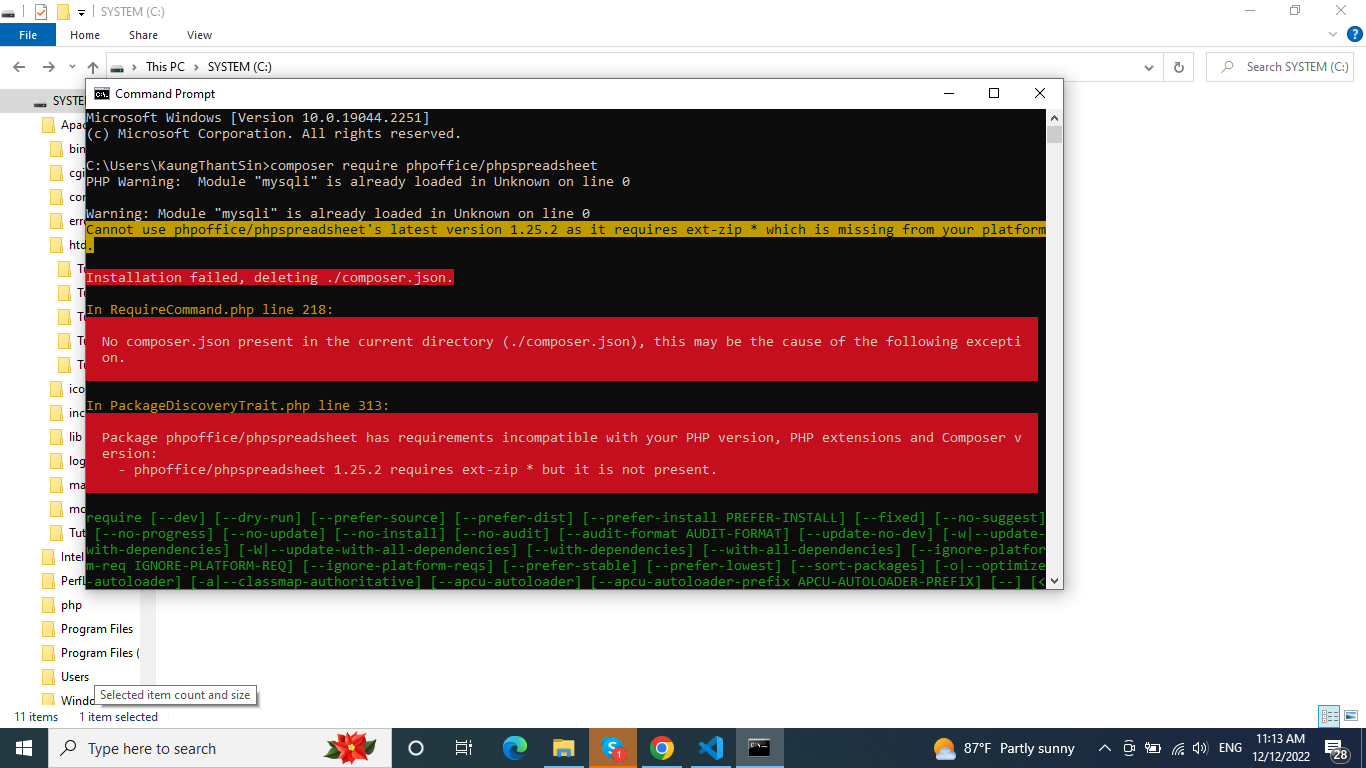 SYSTEM (C:)
File Home Share View
This PC SYSTEM (C:)
Search SYSTEM (C:)
Command Prompt
Microsoft Windows [Version 10.0.19044.2251]
(c) Microsoft Corporation. All rights reserved.
C:\Users\KaungThantSin>composer require phpoffice/phpspreadsheet
PHP Warning:  Module "mysqli" is already loaded in Unknown on line 0
Warning: Module "mysqli" is already loaded in Unknown on line 0
Cannot use phpoffice/phpspreadsheet's latest version 1.25.2 as it requires ext-zip * which is missing from your platform
.
Installation failed, deleting ./composer.json.
In RequireCommand.php line 218:
No composer.json present in the current directory (./composer.json), this may be the cause of the following excepti
on.
In PackageDiscoveryTrait.php line 313:
Package phpoffice/phpspreadsheet has requirements incompatible with your PHP version, PHP extensions and Composer v
ersion:
- phpoffice/phpspreadsheet 1.25.2 requires ext-zip * but it is not present.
require [--dev] [--dry-run] [--prefer-source] [--prefer-dist] [--prefer-install PREFER-INSTALL] [--fixed] [--no-suggest]
[--no-progress] [--no-update] [--no-install] [--no-audit] [--audit-format AUDIT-FORMAT] [--update-no-dev] [-w|--update-
with-dependencies] [-W|--update-with-all-dependencies] [--with-dependencies] [--with-all-dependencies] [--ignore-platfor
m-req IGNORE-PLATFORM-REQ] [--ignore-platform-reqs] [--prefer-stable] [--prefer-lowest] [--sort-packages] [-o|--optimize
-autoloader] [-a|--classmap-authoritative] [--apcu-autoloader] [--apcu-autoloader-prefix APCU-AUTOLOADER-PREFIX] [--] [<
SYSTE
Apa
bin
cgi
con
erro
htd
Tu
Tu
Tu
Tu
Tu
ico
inc
lib
log
ma
mo
Tut
Intel
PerfL
php
Program Files
Program Files (
Users
Windo
Selected item count and size
11 items 1 item selected
Type here to search
1
87°F Partly sunny
ENG
11:13 AM
12/12/2022
28